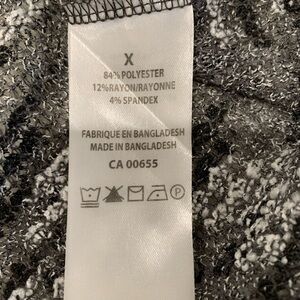 X
84% POLYESTER
12% RAYON/RAYONNE
4% SPANDEX
FABRIQUE EN BANGLADESH
MADE IN BANGLADESH
CA 00655
P